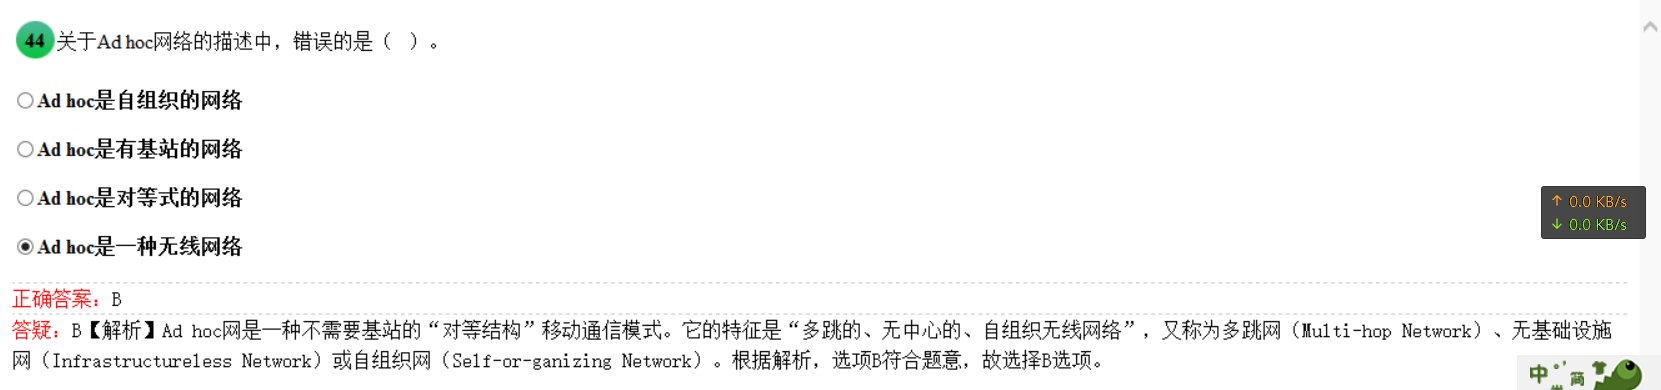 44 关于Ad hoc网络的描述中，错误的是（  ）。
Ad hoc是自组织的网络
Ad hoc是有基站的网络
Ad hoc是对等式的网络
↑ 0.0 KB/s
↓ 0.0 KB/s
Ad hoc是一种无线网络
正确答案：B
答疑：B【解析】Ad hoc网是一种不需要基站的“对等结构”移动通信模式。它的特征是“多跳的、无中心的、自组织无线网络”，又称为多跳网（Multi-hop Network）、无基础设施
网（Infrastructureless Network）或自组织网（Self-or-ganizing Network）。根据解析，选项B符合题意，故选择B选项。
中 简